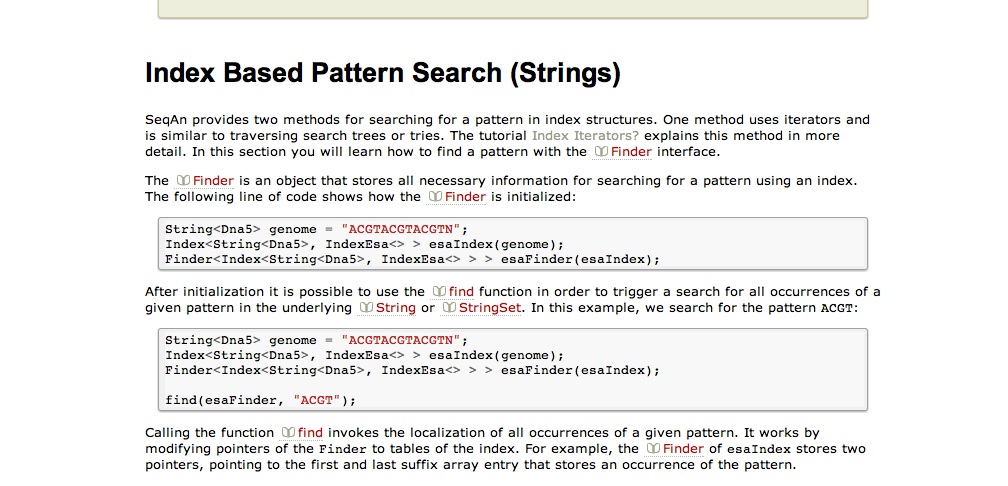 Index Based Pattern Search (Strings)
SeqAn provides two methods for searching for a pattern in index structures. One method uses iterators and
is similar to traversing search trees or tries. The tutorial Index Iterators? explains this method in more
detail. In this section you will learn how to find a pattern with the Finder interface.
The Finder is an object that stores all necessary information for searching for a pattern using an index.
The following line of code shows how the Finder is initialized:
String<Dna5> genome = "ACGTACGTACGTN";
Index<String<Dna5>, IndexEsa<> > esaIndex(genome);
Finder<Index<String<Dna5>, IndexEsa<> > > esaFinder(esaIndex);
After initialization it is possible to use the find function in order to trigger a search for all occurrences of a
given pattern in the underlying String or StringSet. In this example, we search for the pattern ACGT:
String<Dna5> genome = "ACGTACGTACGTN";
Index<String<Dna5>, IndexEsa<> > esaIndex(genome);
Finder<Index<String<Dna5>, IndexEsa<> > > esaFinder(esaIndex);
find(esaFinder, "ACGT");
Calling the function find invokes the localization of all occurrences of a given pattern. It works by
modifying pointers of the Finder to tables of the index. For example, the Finder of esaIndex stores two
pointers, pointing to the first and last suffix array entry that stores an occurrence of the pattern.